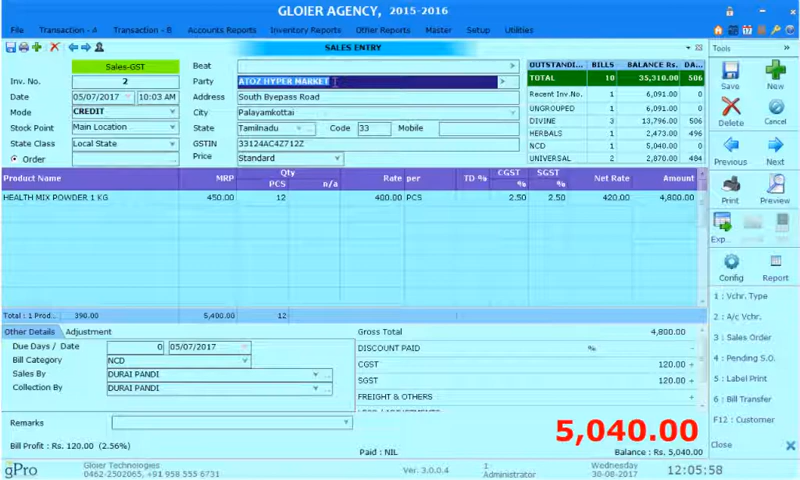 GLOIER AGENCY, 2015-2016
File Transaction - A Transaction - B Accounts Reports Inventory Reports Other Reports Master Setup Utilities
SALES ENTRY
Tools
Sales-GST
Inv. No. 2
Date 05/07/2017 10:03 AM
Mode CREDIT
Stock Point Main Location
State Class Local State
Order
Beat
Party ATOZ HYPER MARKET
Address South Byepass Road
City Palayamkottai
State Tamilnadu Code 33 Mobile
GSTIN 33124AC4Z712Z
Price Standard
OUTSTANDI... BILLS BALANCE Rs. DA...
TOTAL 10 35,310.00 506
Recent Inv.No. 1 6,091.00 0
UNGROUPED 1 6,091.00 0
DIVINE 3 13,796.00 506
HERBALS 1 2,473.00 496
NCD 1 5,040.00 0
UNIVERSAL 2 2,870.00 484
Save New
Delete Cancel
Previous Next
Print Preview
Exp...
Config Report
1 : Vchr. Type
2 : A/c Vchr.
3 : Sales Order
4 : Pending S.O.
5 : Label Print
6 : Bill Transfer
F12 : Customer
Close
Product Name MRP Qty PCS n/a Rate per TD % CGST % SGST % Net Rate Amount
HEALTH MIX POWDER 1 KG 450.00 12 400.00 PCS 2.50 2.50 420.00 4,800.00
Total : 1 Prod... 390.00 5,400.00 12
Other Details Adjustment
Due Days / Date 0 05/07/2017
Bill Category NCD
Sales By DURAI PANDI
Collection By DURAI PANDI
Remarks
Bill Profit : Rs. 120.00 (2.56%)
Gross Total 4,800.00
DISCOUNT PAID % -
CGST 120.00 +
SGST 120.00 +
FREIGHT & OTHERS +
5,040.00
Paid : NIL Balance : Rs. 5,040.00
gPro
Gloier Technologies
0462-2502065, +91 958 555 6731
Ver. 3.0.0.4
1
Administrator
Wednesday
30-08-2017
12:05:58